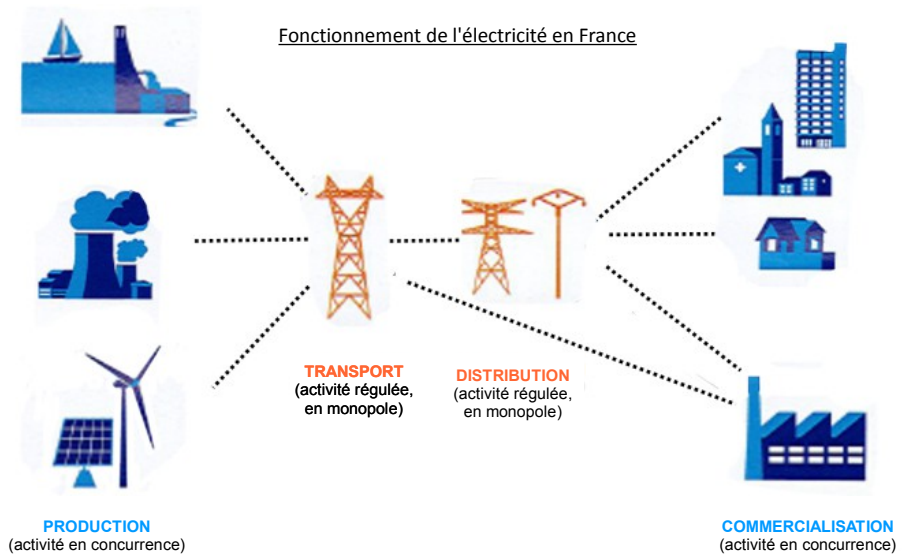 Fonctionnement de l'électricité en France
TRANSPORT
(activité régulée,
en monopole)
DISTRIBUTION
(activité régulée,
en monopole)
PRODUCTION
(activité en concurrence)
COMMERCIALISATION
(activité en concurrence)